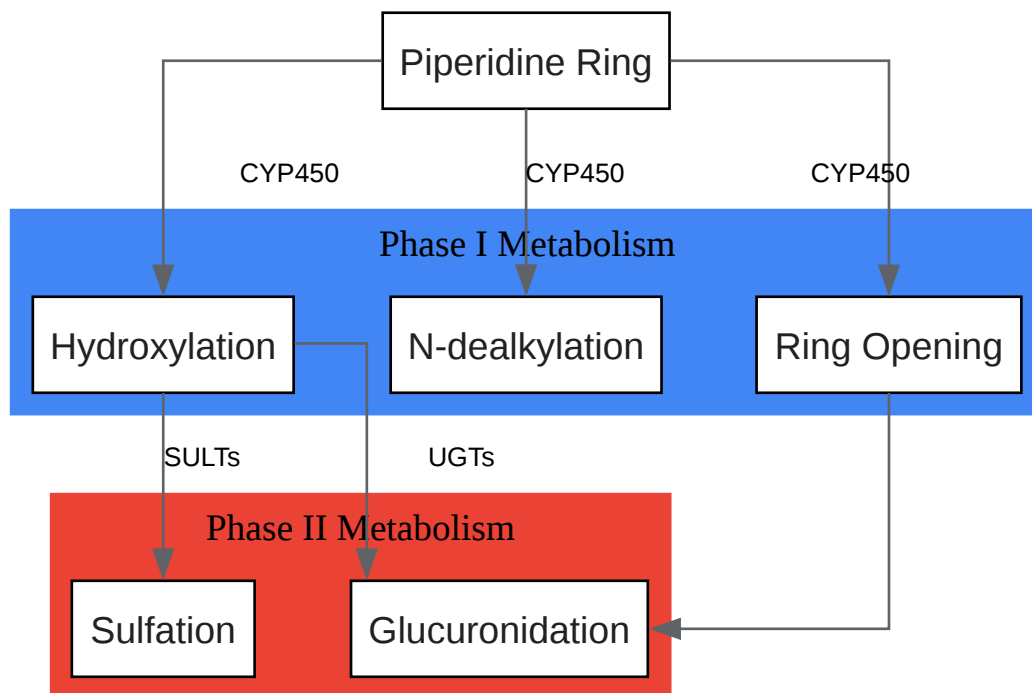 Piperidine Ring
CYP450
CYP450
CYP450
Phase I Metabolism
Hydroxylation
N-dealkylation
Ring Opening
SULTs
UGTs
Phase II Metabolism
Sulfation
Glucuronidation